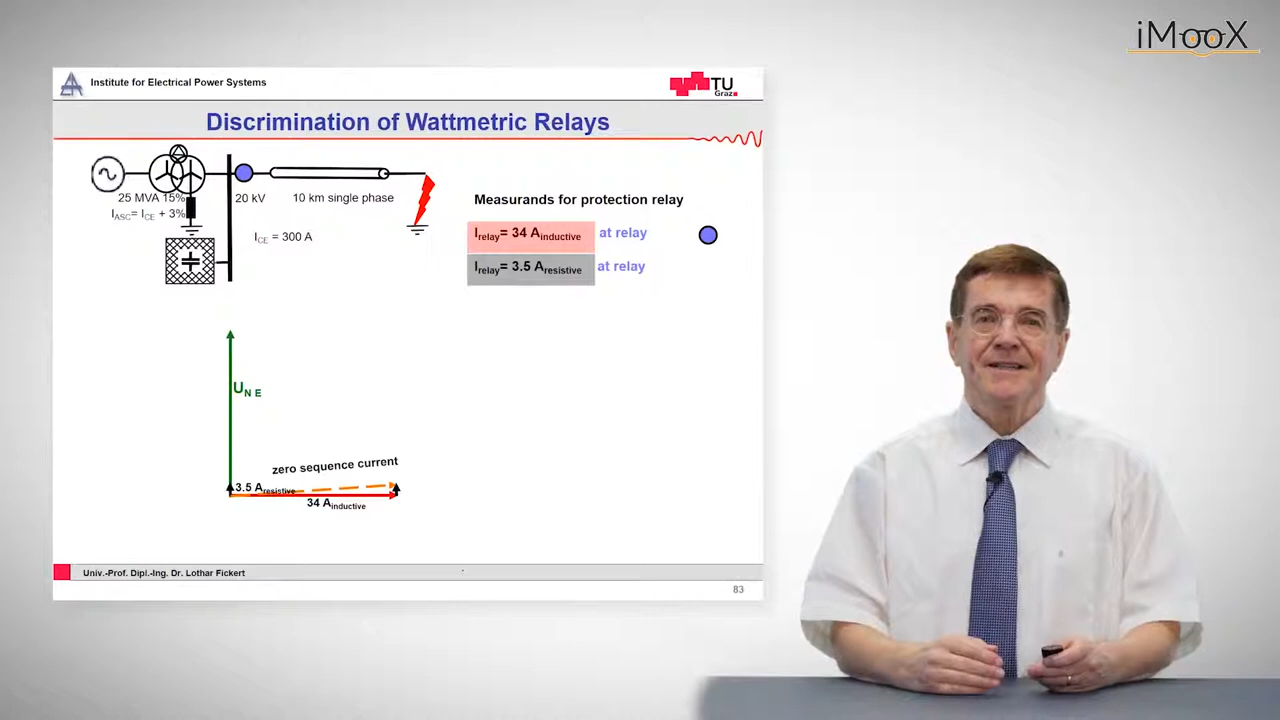 iMooX
Institute for Electrical Power Systems
TU
Graz
Discrimination of Wattmetric Relays
25 MVA 15%
IASC= ICE + 3%
20 kV
10 km single phase
ICE = 300 A
Measurands for protection relay
Irelay= 34 Ainductive at relay
Irelay= 3.5 Aresistive at relay
UN E
zero sequence current
3.5 Aresistive
34 Ainductive
Univ.-Prof. Dipl.-Ing. Dr. Lothar Fickert
83